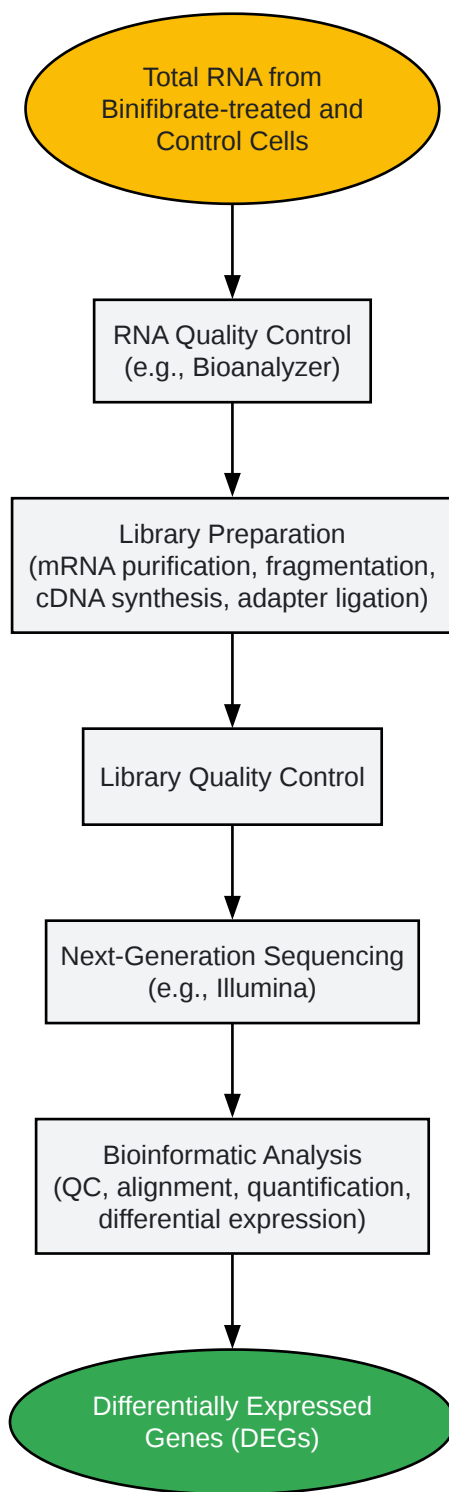 Total RNA from
Binifibrate-treated and
Control Cells
RNA Quality Control
(e.g., Bioanalyzer)
Library Preparation
(mRNA purification, fragmentation,
cDNA synthesis, adapter ligation)
Library Quality Control
Next-Generation Sequencing
(e.g., Illumina)
Bioinformatic Analysis
(QC, alignment, quantification,
differential expression)
Differentially Expressed
Genes (DEGs)